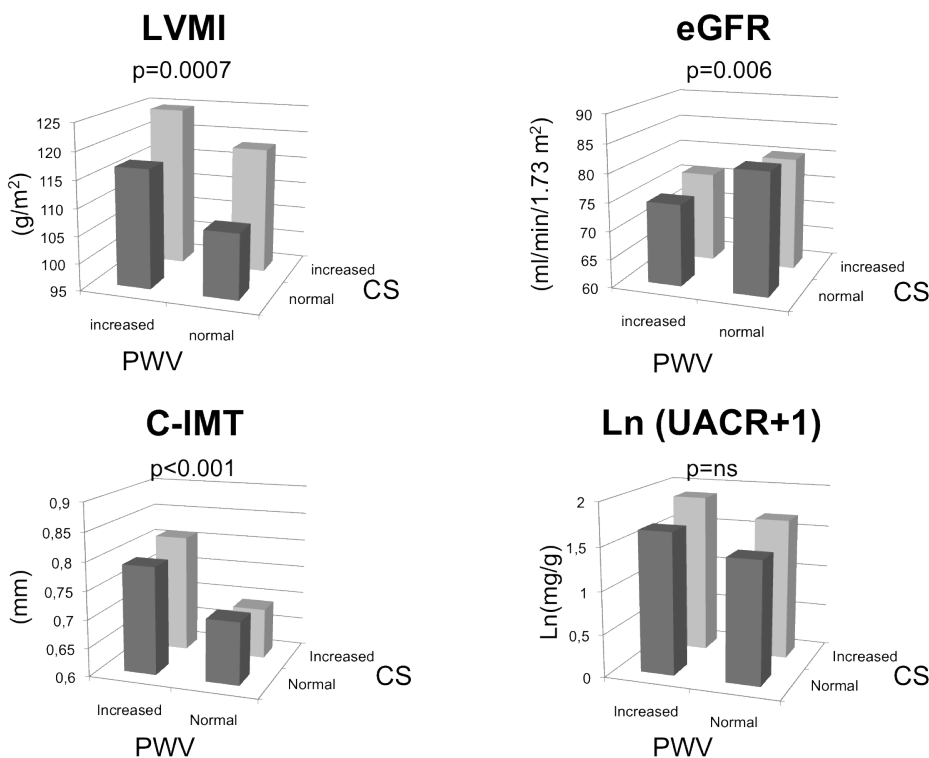 LVMI
p=0.0007
(g/m²)
125
120
115
110
105
100
95
increased
normal
PWV
increased
normal
CS
eGFR
p=0.006
(ml/min/1.73 m²)
90
85
80
75
70
65
60
increased
normal
PWV
increased
normal
CS
C-IMT
p<0.001
(mm)
0,9
0,85
0,8
0,75
0,7
0,65
0,6
Increased
Normal
PWV
Increased
Normal
CS
Ln (UACR+1)
p=ns
Ln(mg/g)
2
1,5
1
0,5
0
Increased
Normal
PWV
Increased
Normal
CS